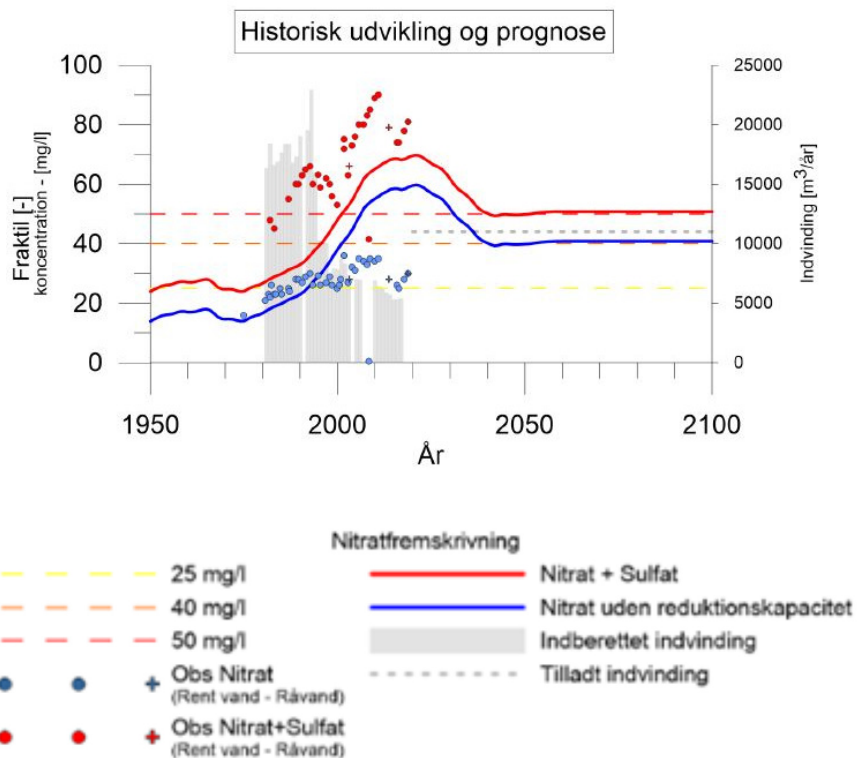 Historisk udvikling og prognose
100
80
60
40
20
0
Fraktil [-]
koncentration - [mg/l]
25000
20000
15000
10000
5000
0
Indvinding [m³/år]
1950
2000
2050
2100
År
Nitratfremskrivning
25 mg/l
40 mg/l
50 mg/l
Obs Nitrat
(Rent vand - Råvand)
Obs Nitrat+Sulfat
(Rent vand - Råvand)
Nitrat + Sulfat
Nitrat uden reduktionskapacitet
Indberettet indvinding
Tilladt indvinding